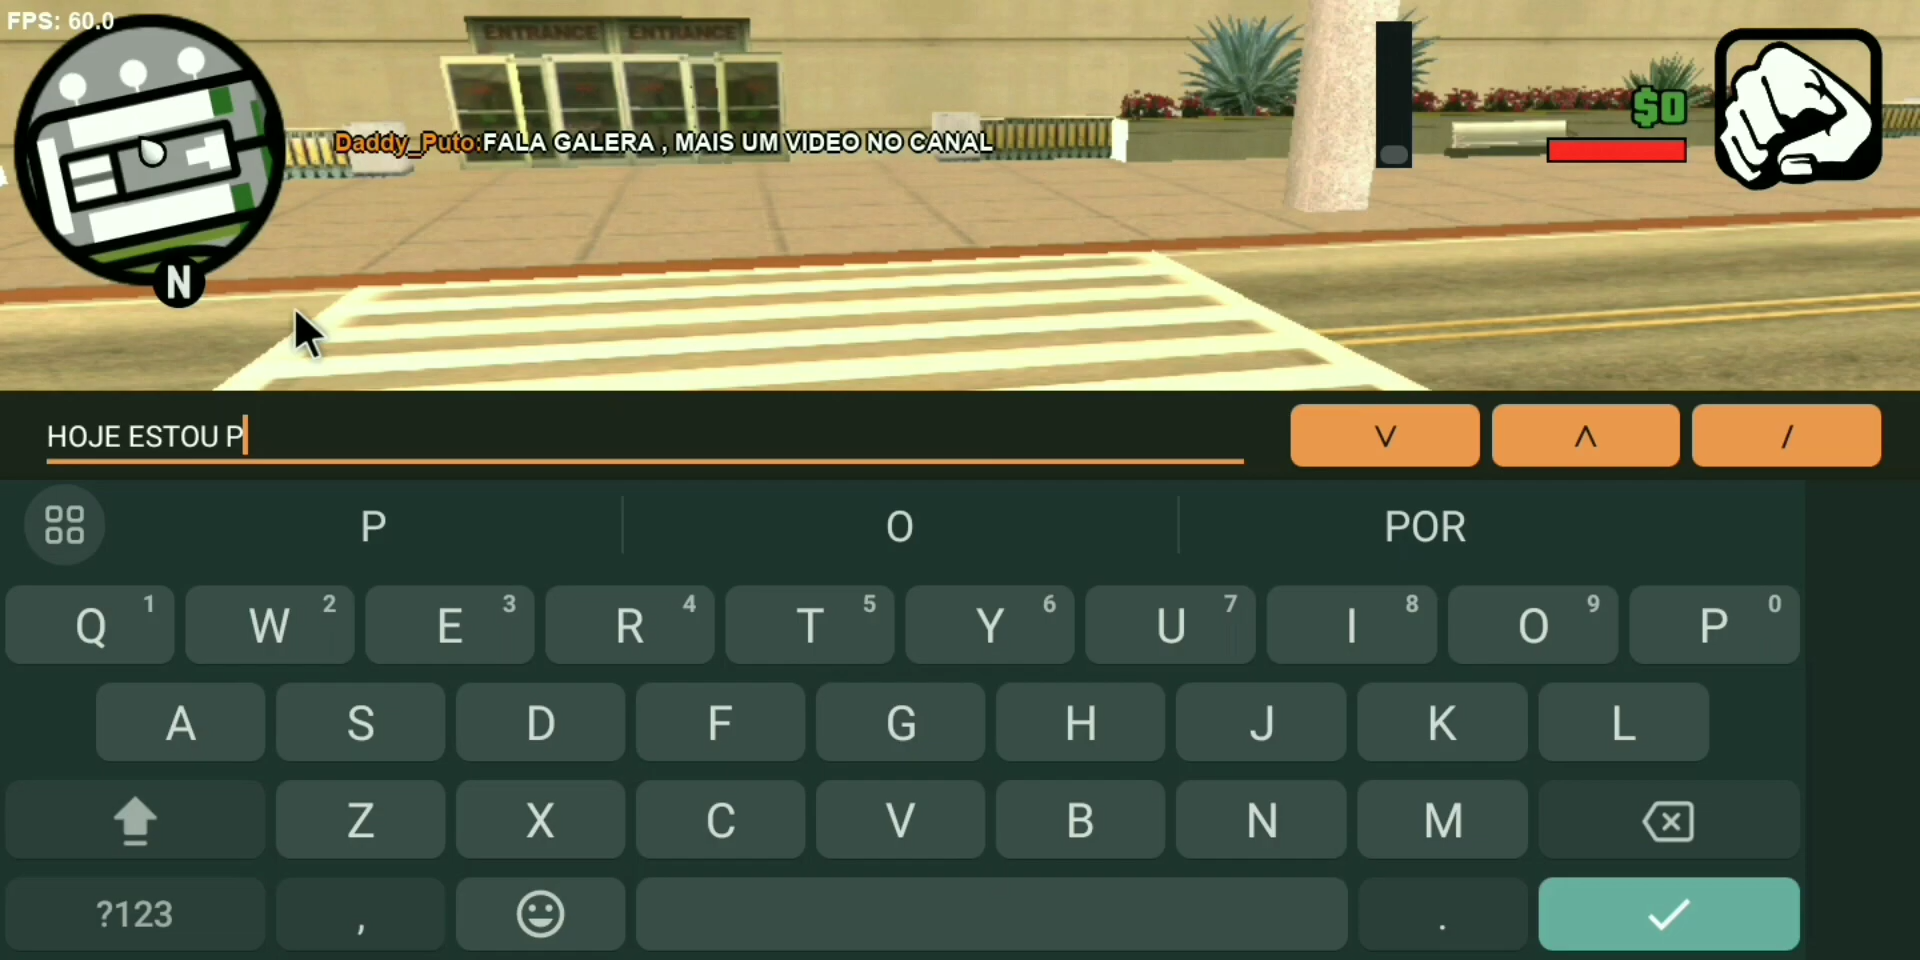 FPS: 60.0
ENTRANCE ENTRANCE
$0
Daddy_Puto:FALA GALERA , MAIS UM VIDEO NO CANAL
N
HOJE ESTOU P
V Λ /
P O POR
Q 1 W 2 E 3 R 4 T 5 Y 6 U 7 I 8 O 9 P 0
A S D F G H J K L
Z X C V B N M
?123 , .